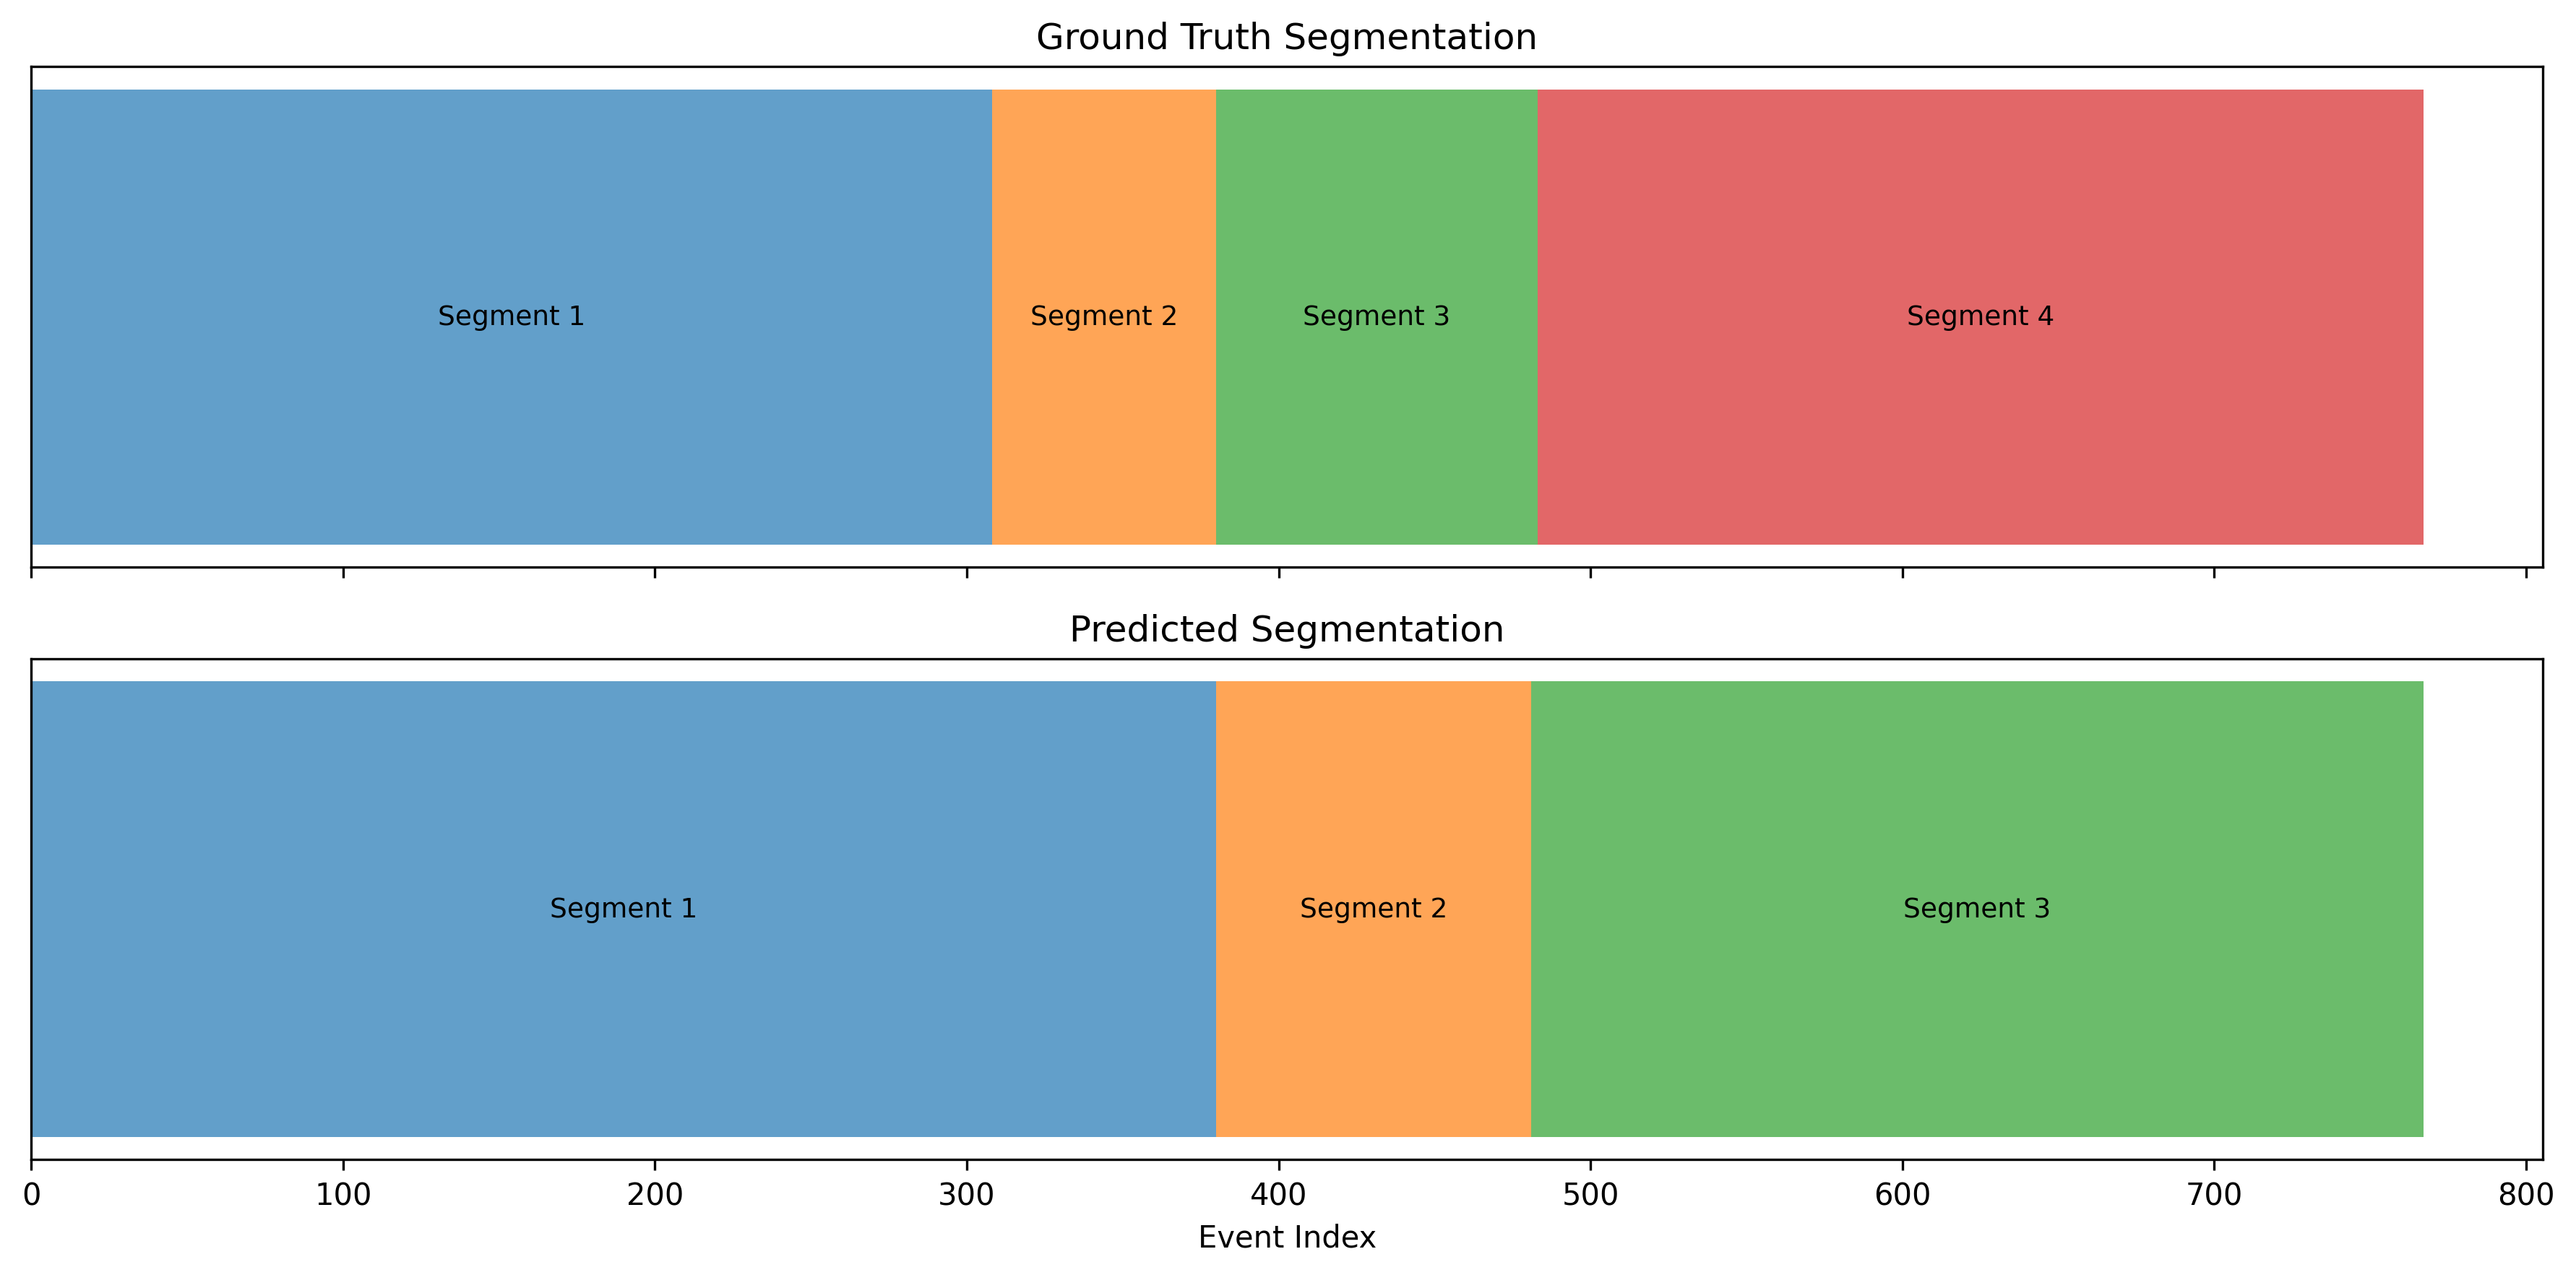 Ground Truth Segmentation
Segment 1 Segment 2 Segment 3 Segment 4
Predicted Segmentation
Segment 1 Segment 2 Segment 3
0 100 200 300 400 500 600 700 800
Event Index